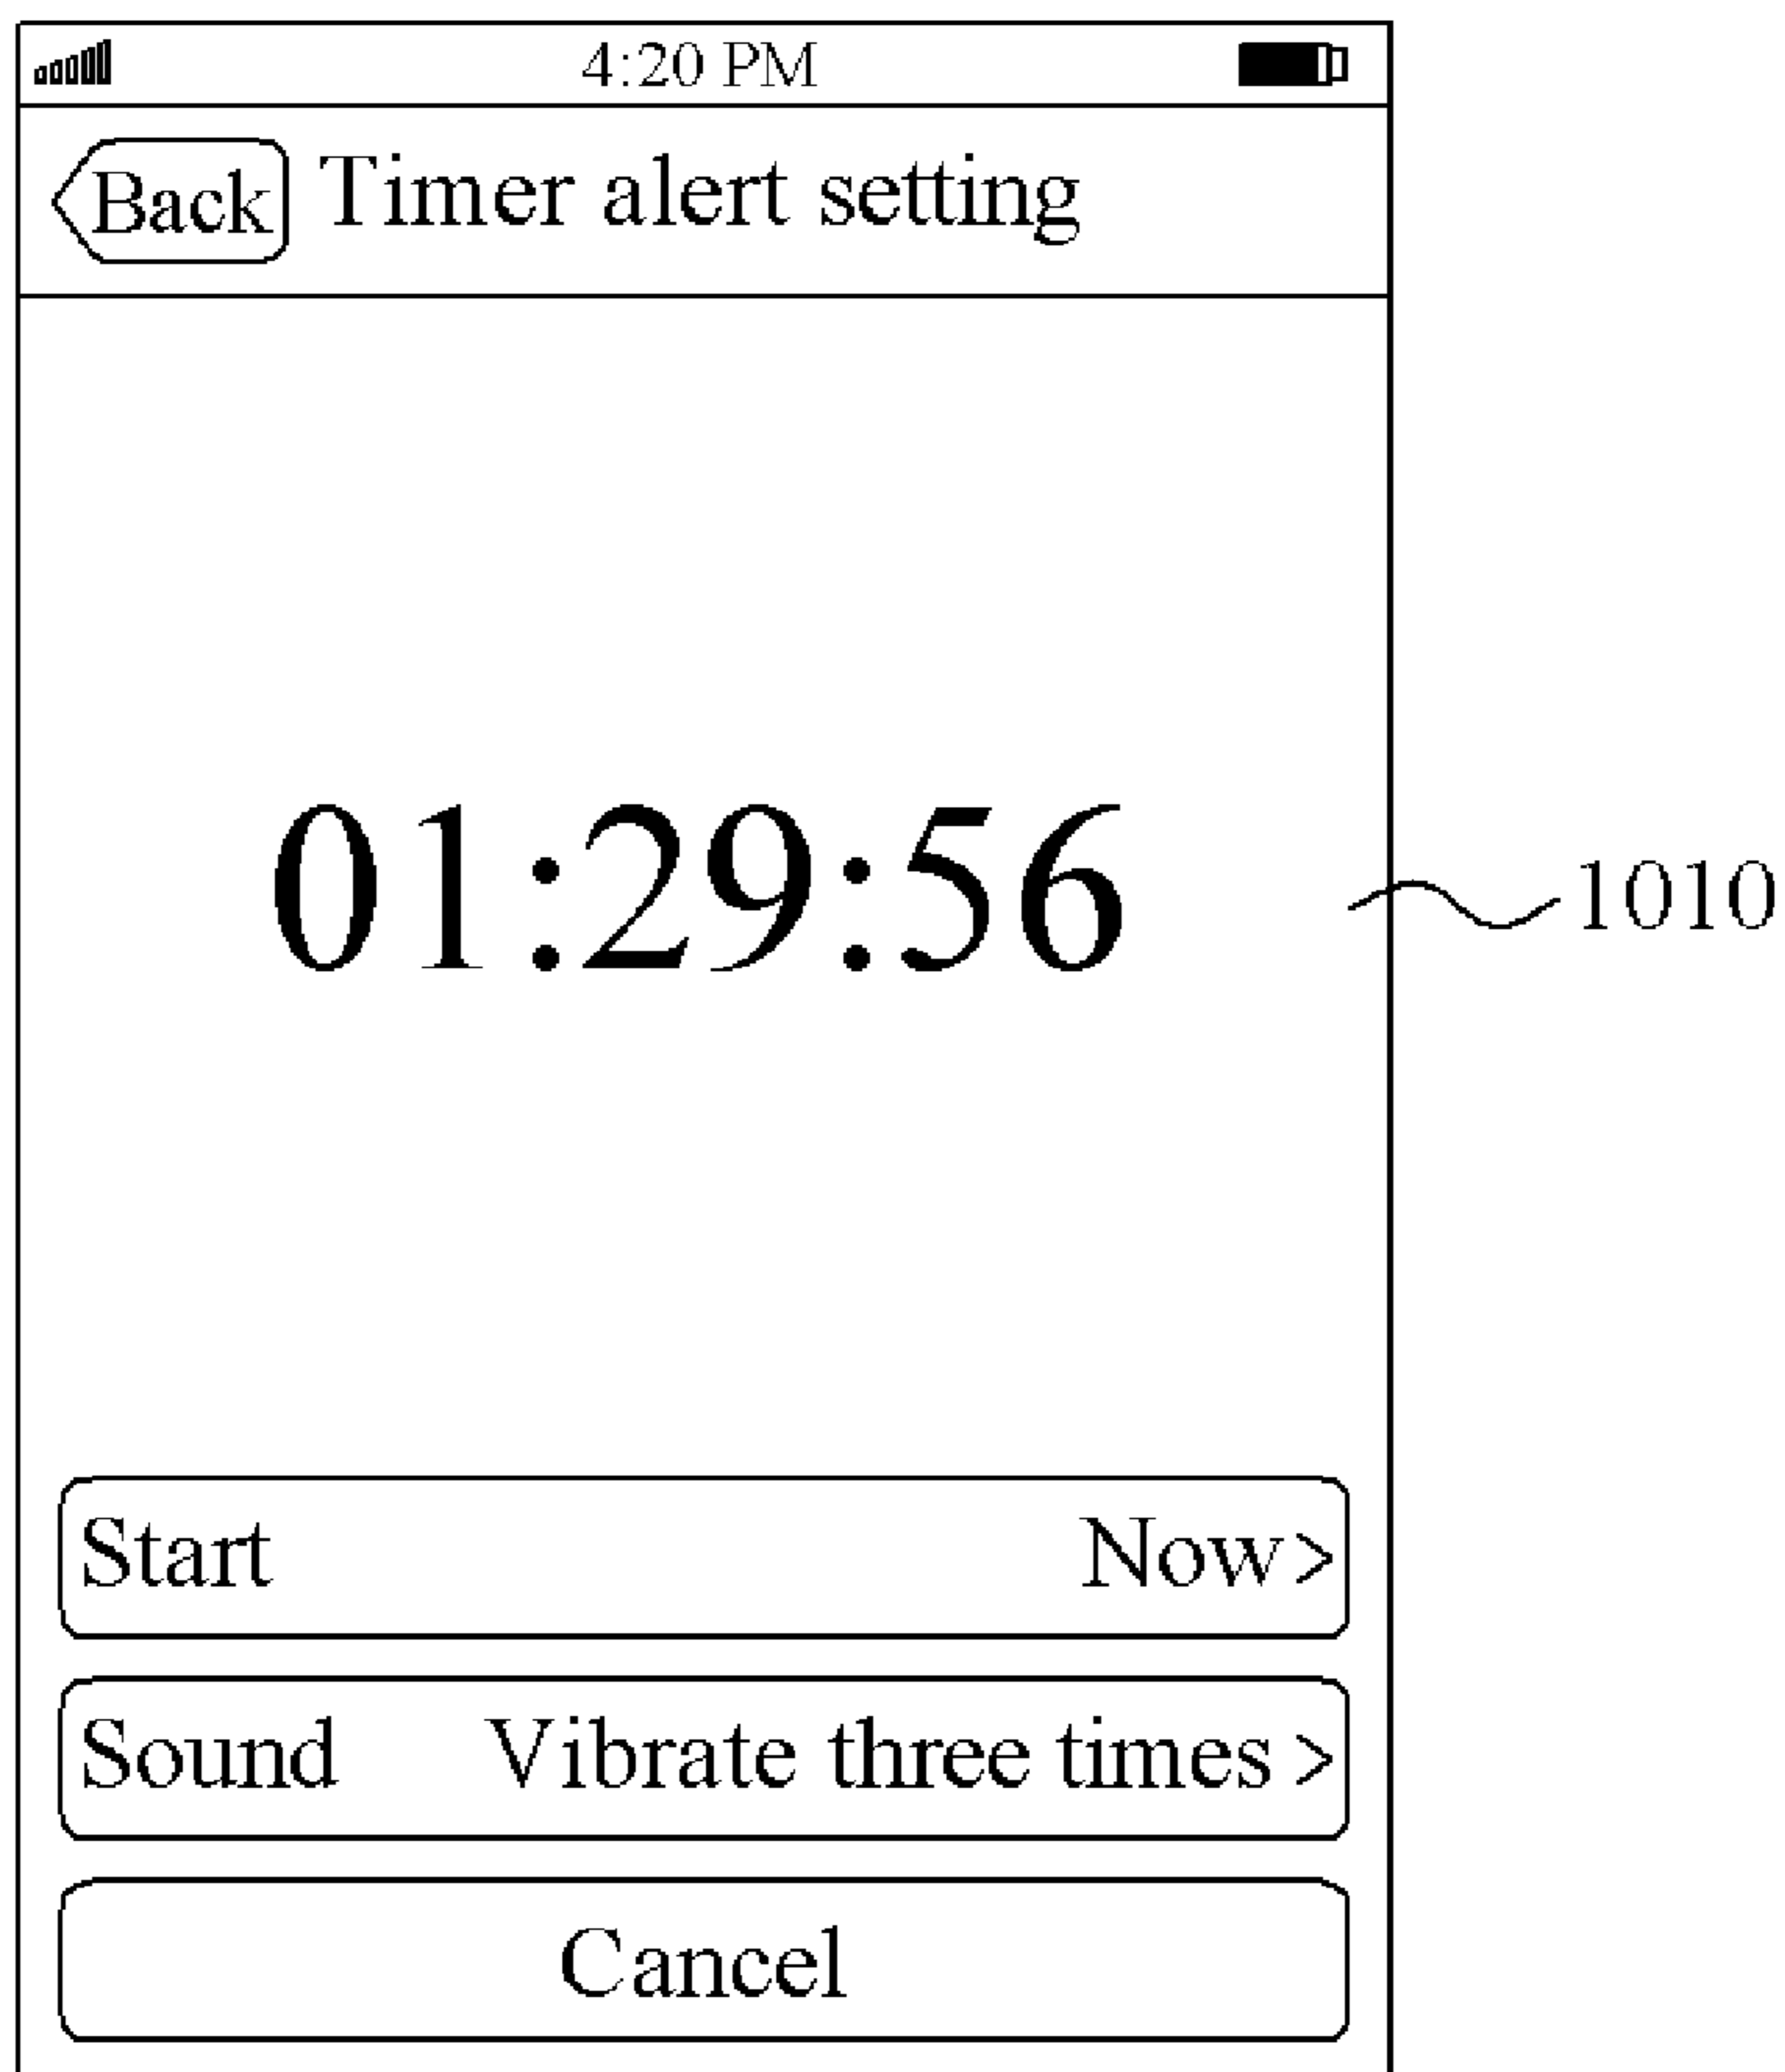 4:20 PM
Back Timer alert setting
01:29:56
1010
Start Now>
Sound Vibrate three times >
Cancel